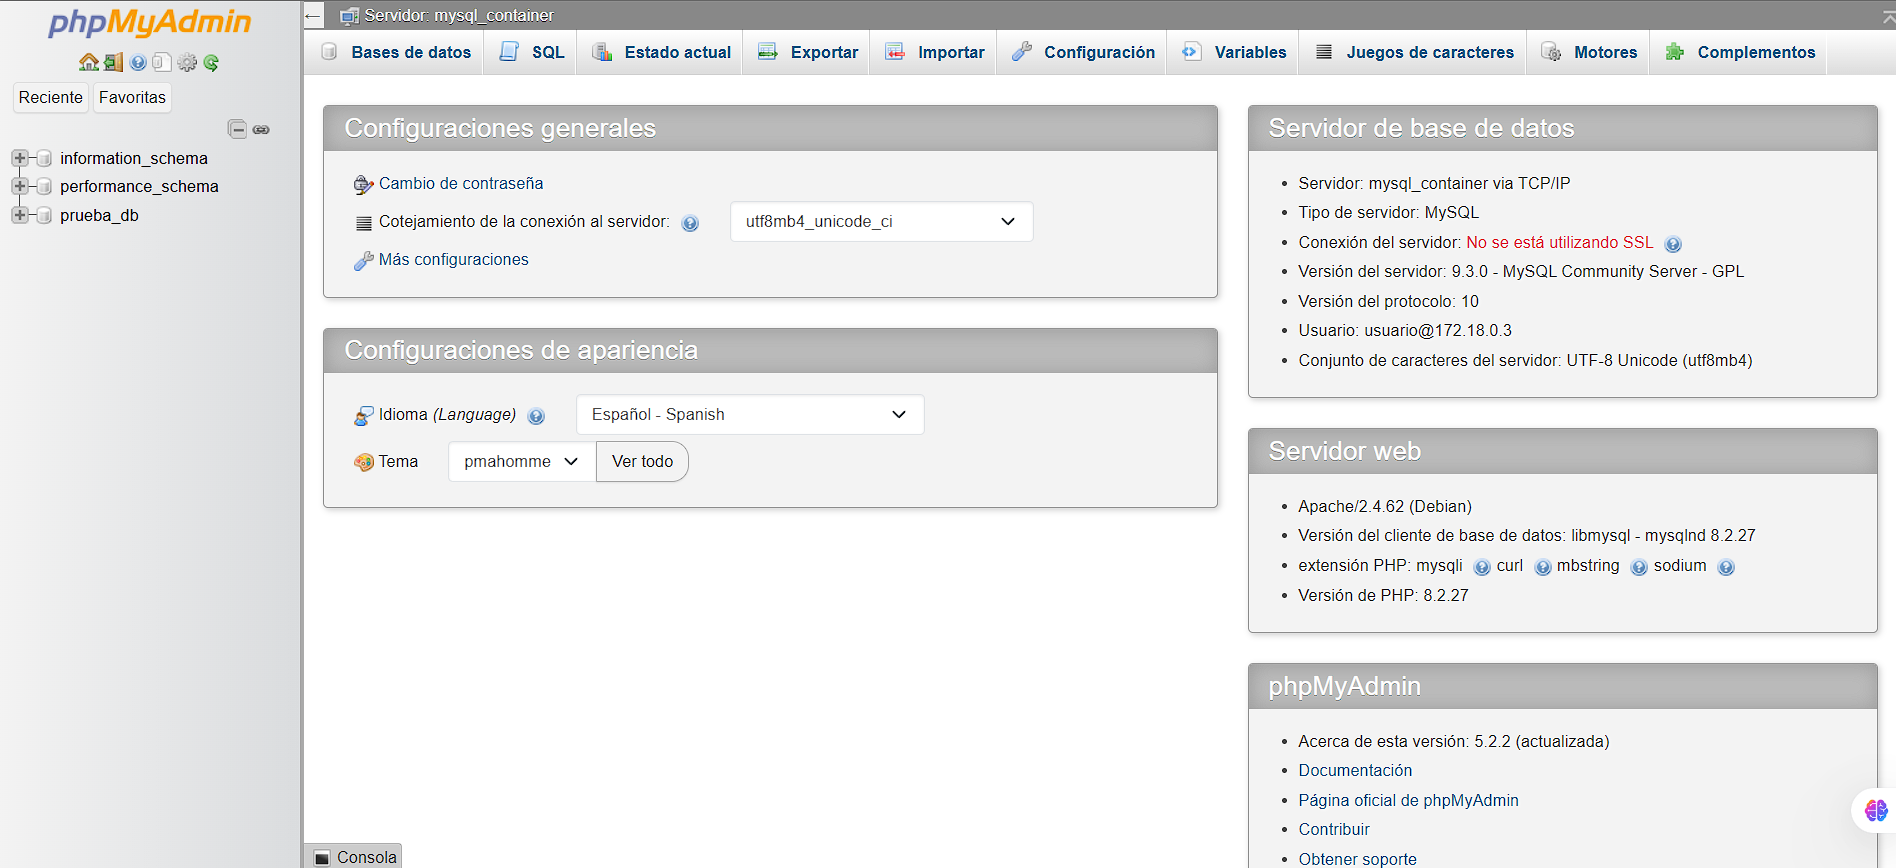 phpMyAdmin
Reciente Favoritas
information_schema
performance_schema
prueba_db
Servidor: mysql_container
Bases de datos SQL Estado actual Exportar Importar Configuración Variables Juegos de caracteres Motores Complementos
Configuraciones generales
Cambio de contraseña
Cotejamiento de la conexión al servidor: utf8mb4_unicode_ci
Más configuraciones
Configuraciones de apariencia
Idioma (Language) Español - Spanish
Tema pmahomme Ver todo
Servidor de base de datos
Servidor: mysql_container via TCP/IP
Tipo de servidor: MySQL
Conexión del servidor: No se está utilizando SSL
Versión del servidor: 9.3.0 - MySQL Community Server - GPL
Versión del protocolo: 10
Usuario: usuario@172.18.0.3
Conjunto de caracteres del servidor: UTF-8 Unicode (utf8mb4)
Servidor web
Apache/2.4.62 (Debian)
Versión del cliente de base de datos: libmysql - mysqlnd 8.2.27
extensión PHP: mysqli curl mbstring sodium
Versión de PHP: 8.2.27
phpMyAdmin
Acerca de esta versión: 5.2.2 (actualizada)
Documentación
Página oficial de phpMyAdmin
Contribuir
Obtener soporte
Consola